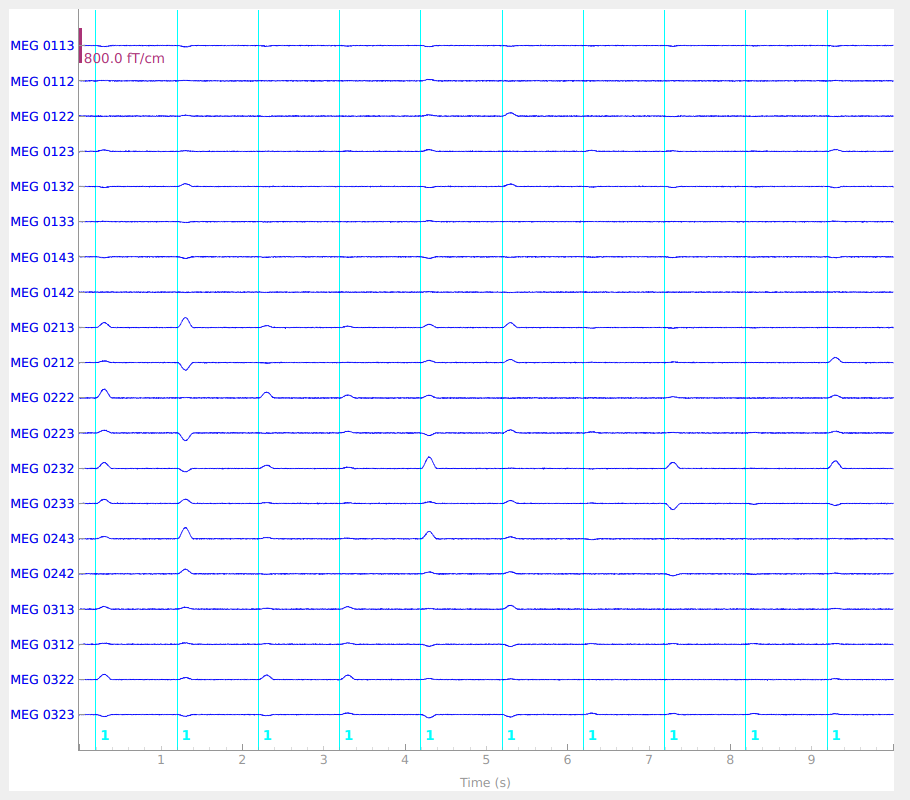 MEG 0113
800.0 fT/cm
MEG 0112
MEG 0122
MEG 0123
MEG 0132
MEG 0133
MEG 0143
MEG 0142
MEG 0213
MEG 0212
MEG 0222
MEG 0223
MEG 0232
MEG 0233
MEG 0243
MEG 0242
MEG 0313
MEG 0312
MEG 0322
MEG 0323
1 1 1 1 1 1 1 1 1 1
1 2 3 4 5 6 7 8 9
Time (s)